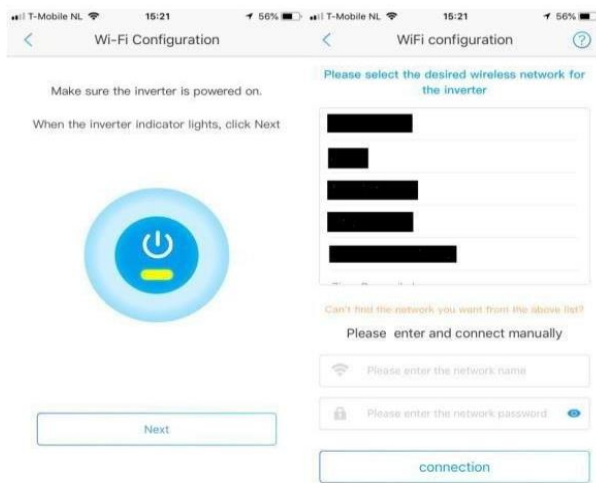 T-Mobile NL 15:21 56%
Wi-Fi Configuration
Make sure the inverter is powered on.
When the inverter indicator lights, click Next
Next
T-Mobile NL 15:21 56%
WiFi configuration ?
Please select the desired wireless network for
the inverter
Can't find the network you want from the above list?
Please enter and connect manually
Please enter the network name
Please enter the network password
connection